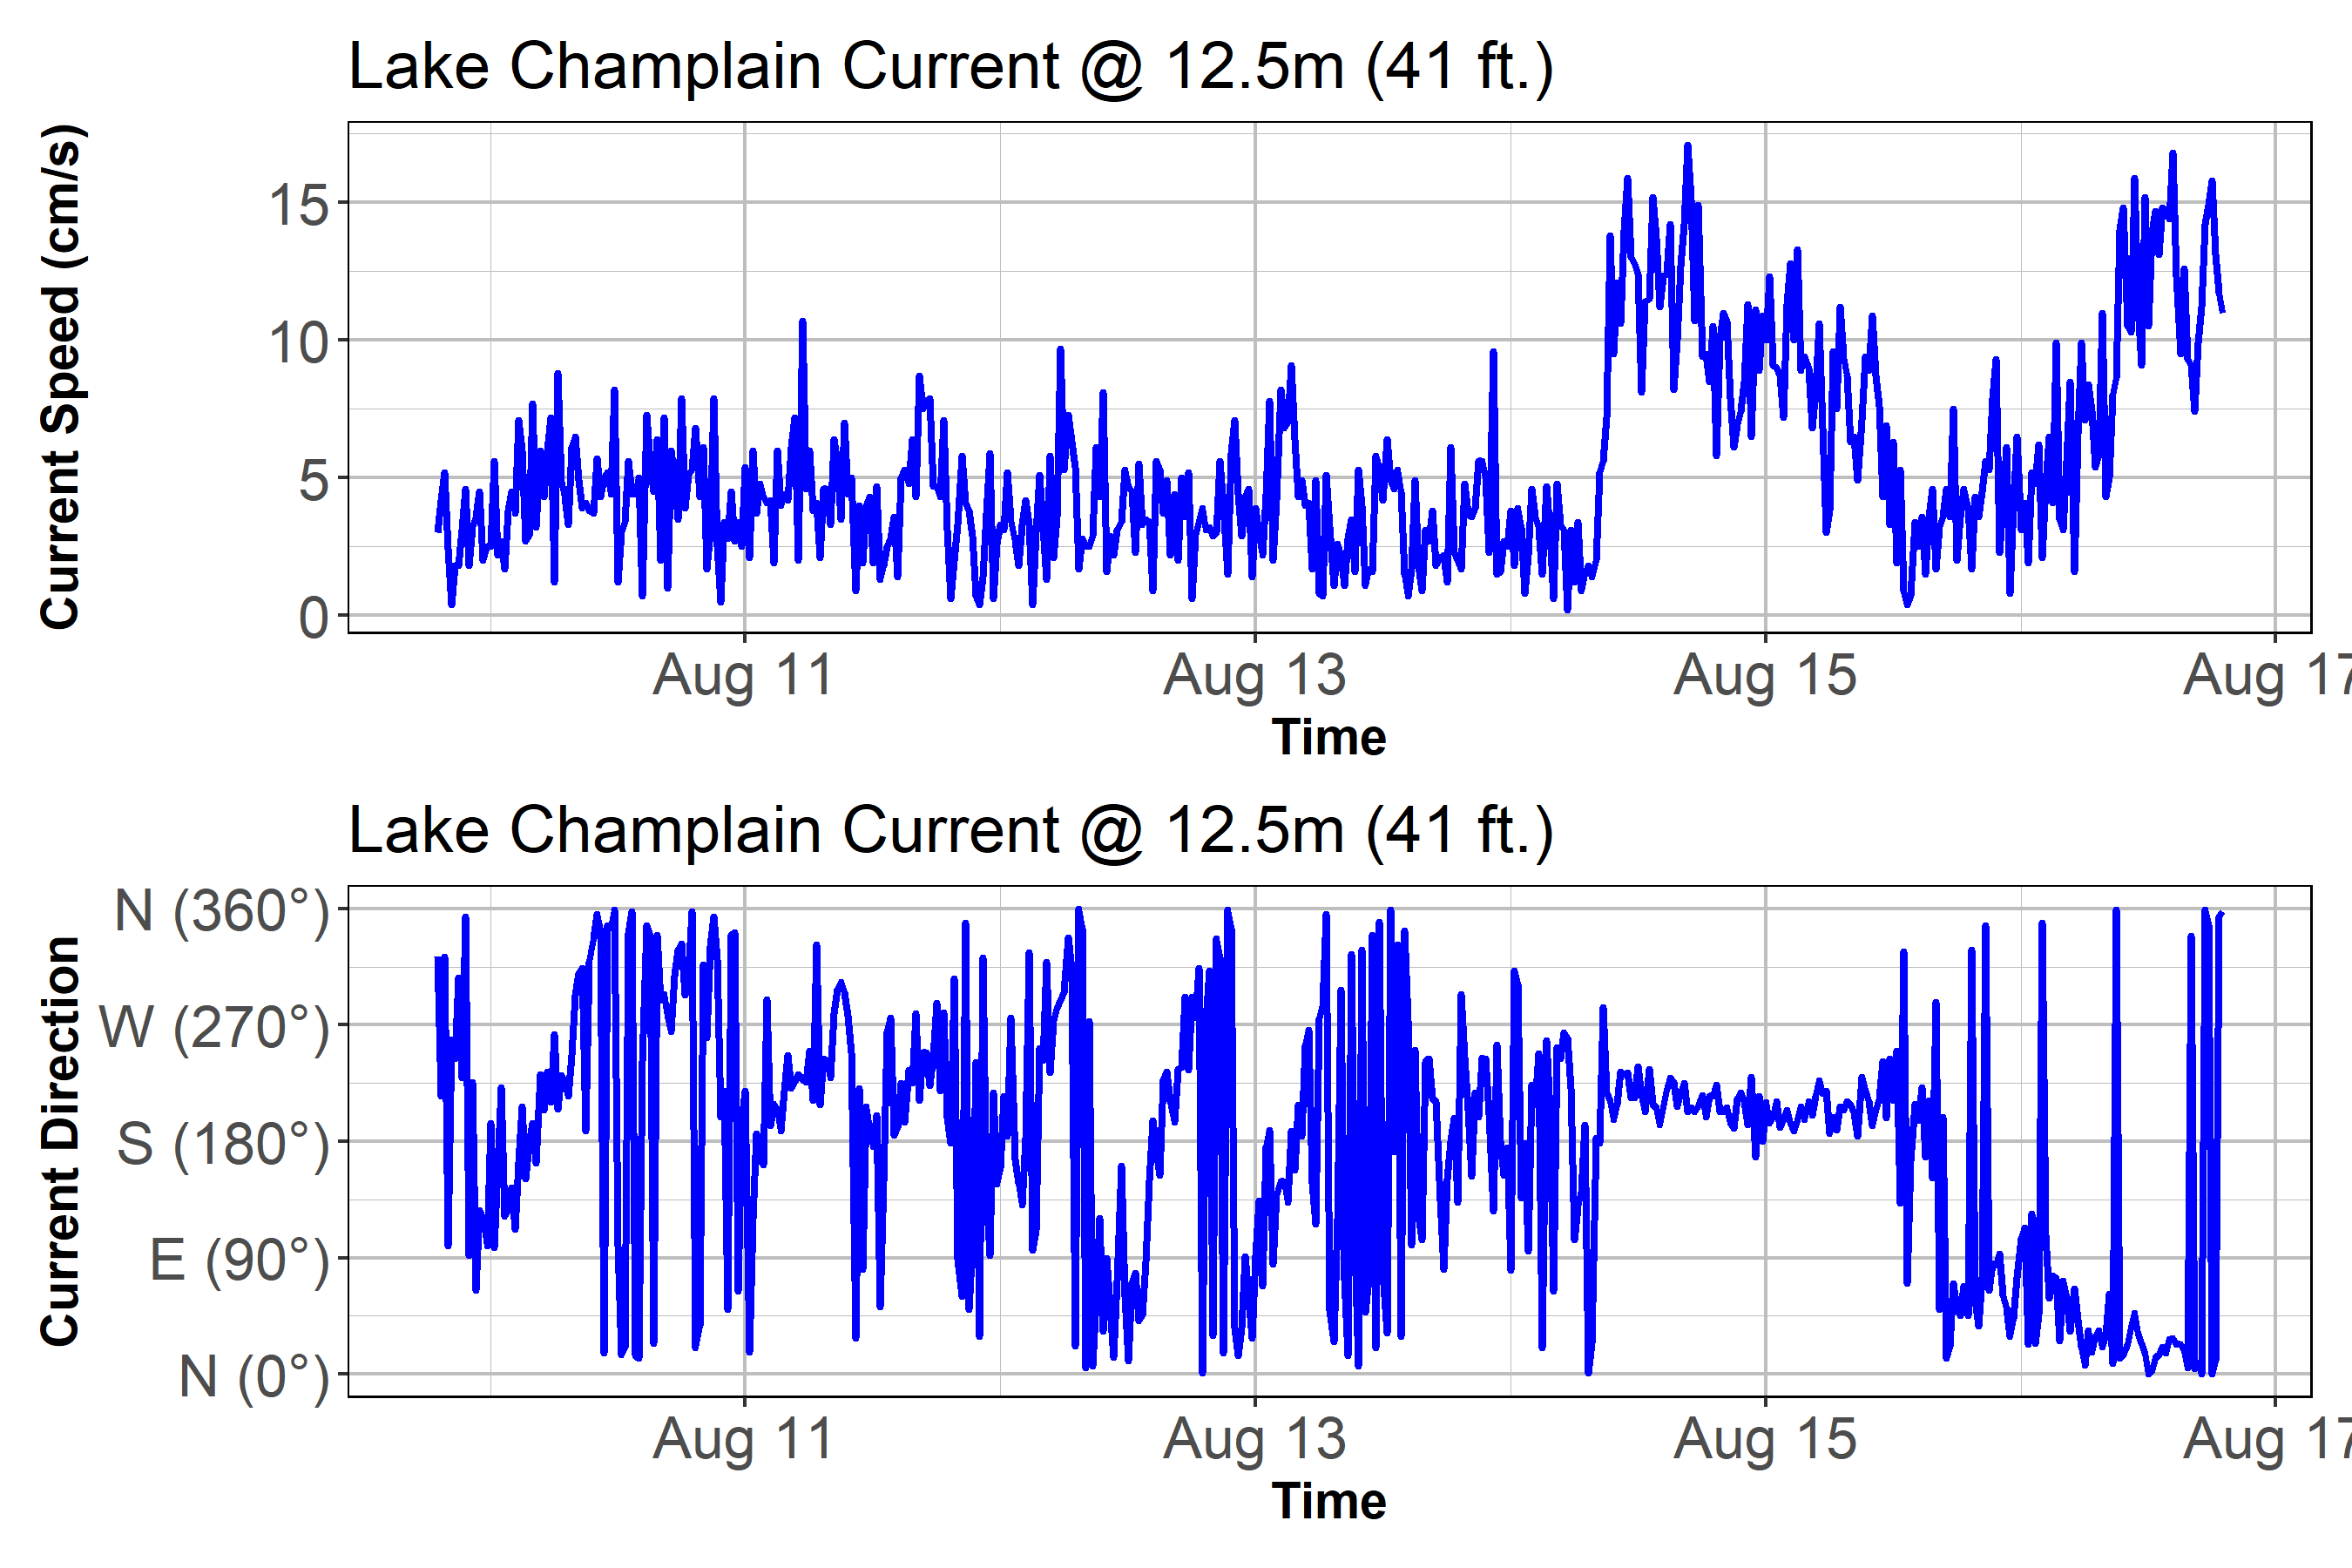 Lake Champlain Current @ 12.5m (41 ft.)
Current Speed (cm/s)
15
10
5
0
Aug 11 Aug 13 Aug 15 Aug 17
Time
Lake Champlain Current @ 12.5m (41 ft.)
Current Direction
N (360°)
W (270°)
S (180°)
E (90°)
N (0°)
Aug 11 Aug 13 Aug 15 Aug 17
Time